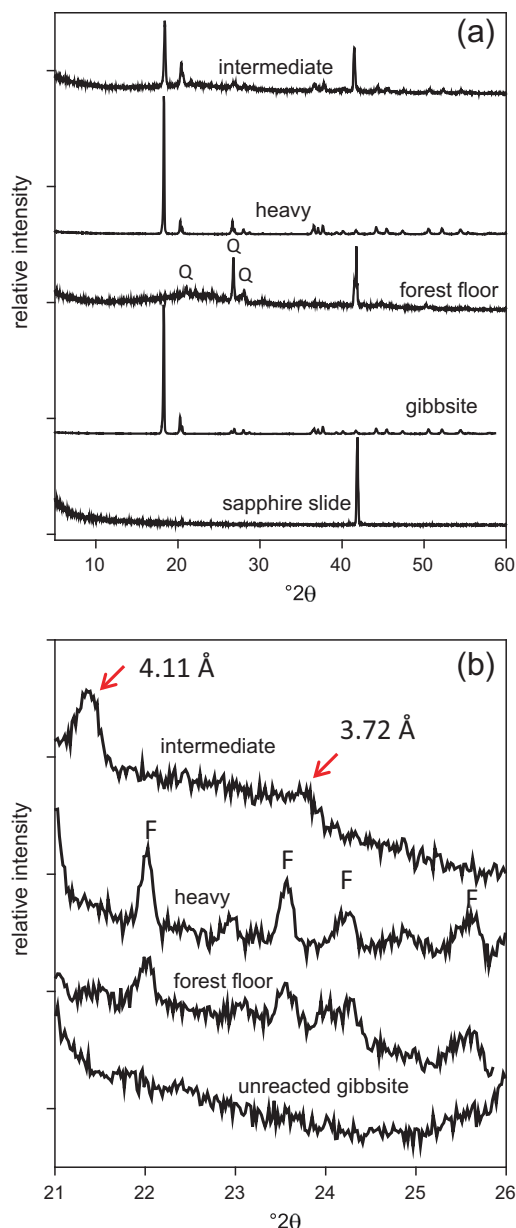 (a)
intermediate
heavy
Q
Q
Q
forest floor
gibbsite
sapphire slide
relative intensity
10 20 30 40 50 60
°2θ
(b)
4.11 Å
intermediate
3.72 Å
F
F
F
F
heavy
forest floor
unreacted gibbsite
relative intensity
21 22 23 24 25 26
°2θ